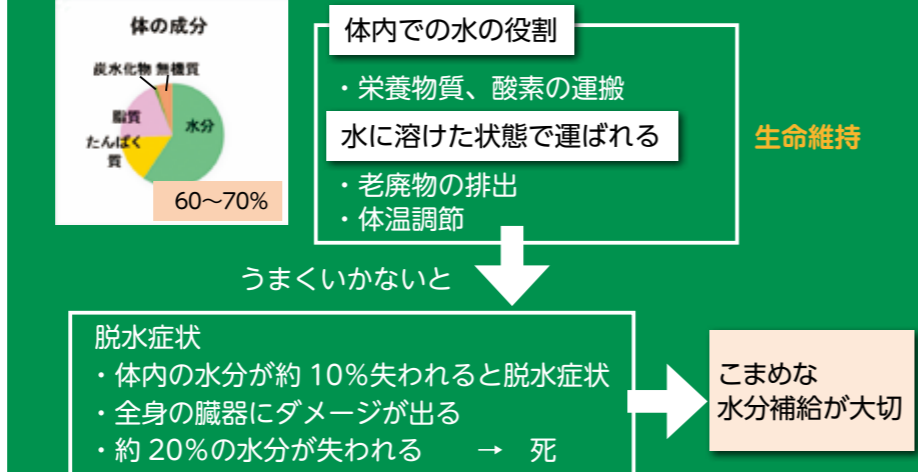 体の成分
炭水化物 無機質
脂質
水分
たんぱく
質
60〜70%
体内での水の役割
・栄養物質、酸素の運搬
水に溶けた状態で運ばれる
・老廃物の排出
・体温調節
生命維持
うまくいかないと
脱水症状
・体内の水分が約10%失われると脱水症状
・全身の臓器にダメージが出る
・約20%の水分が失われる　→　死
こまめな
水分補給が大切